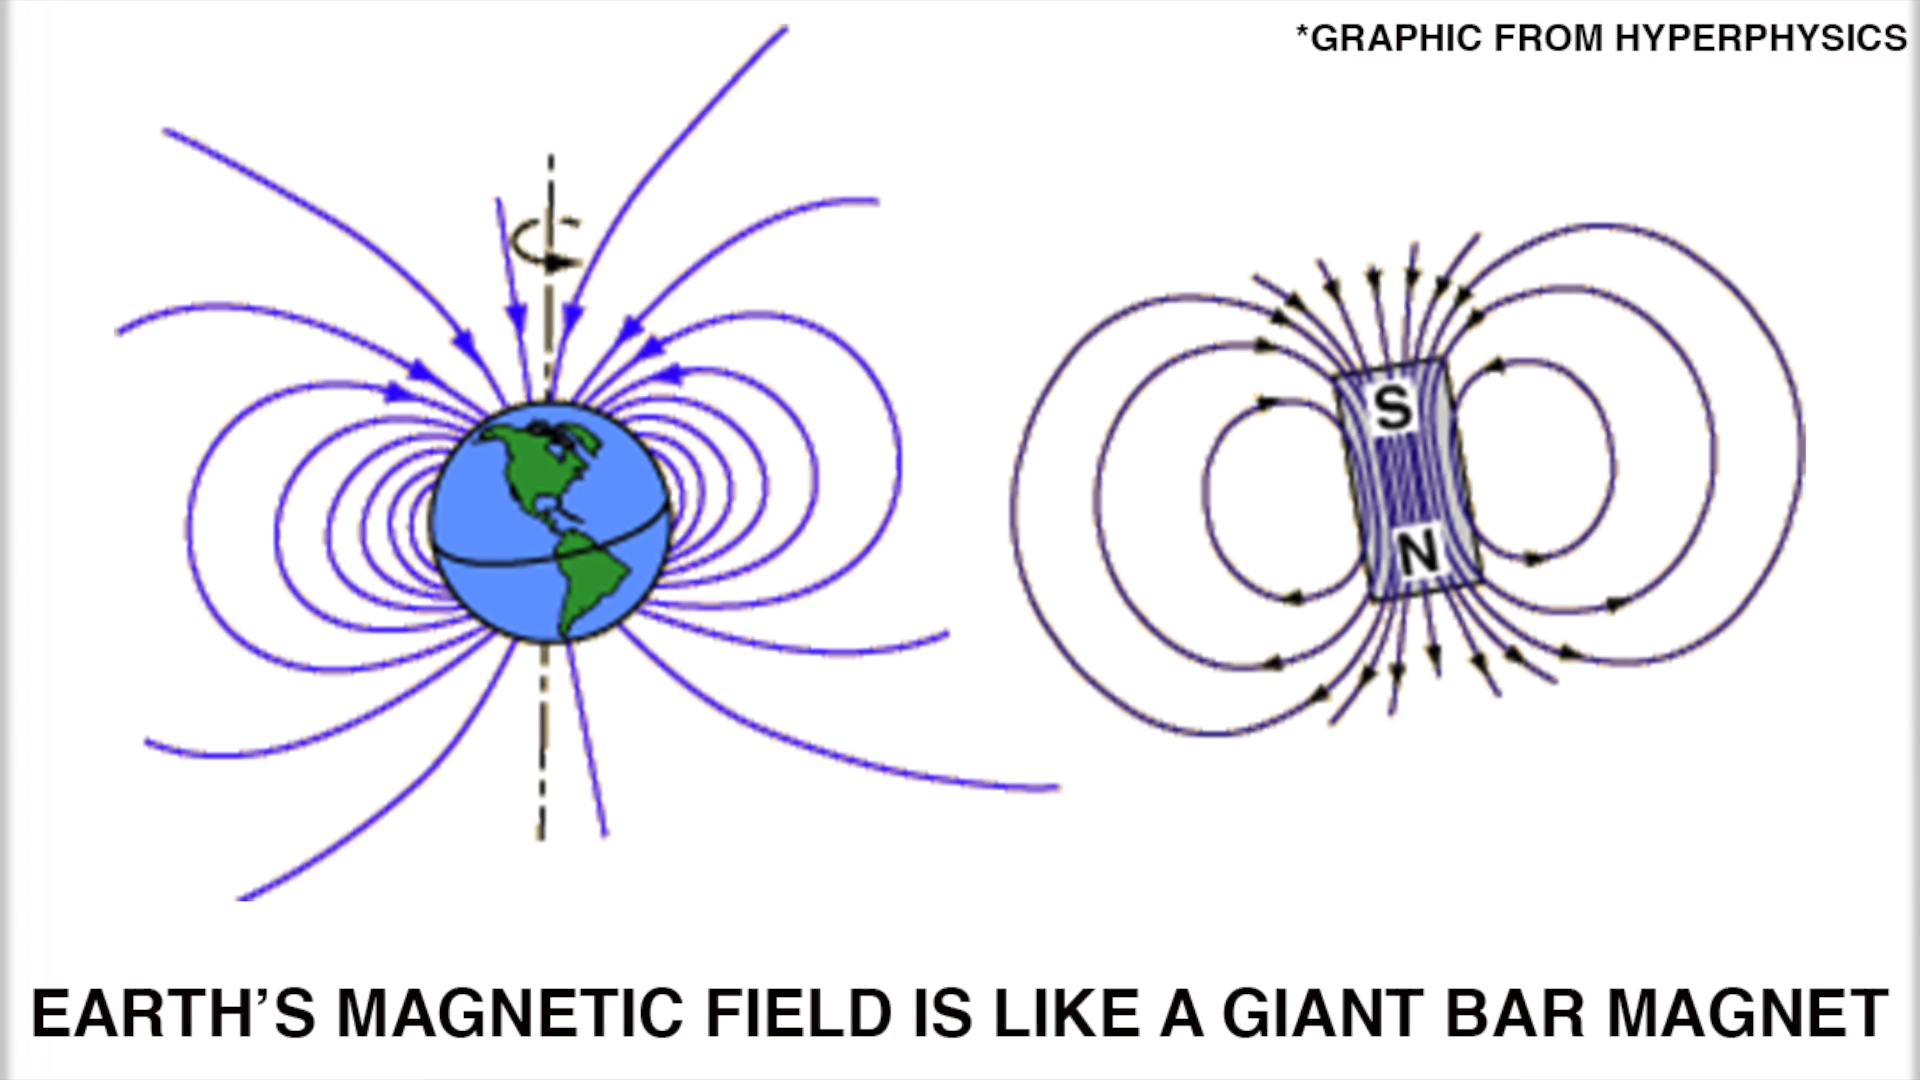 *GRAPHIC FROM HYPERPHYSICS
S
N
EARTH’S MAGNETIC FIELD IS LIKE A GIANT BAR MAGNET